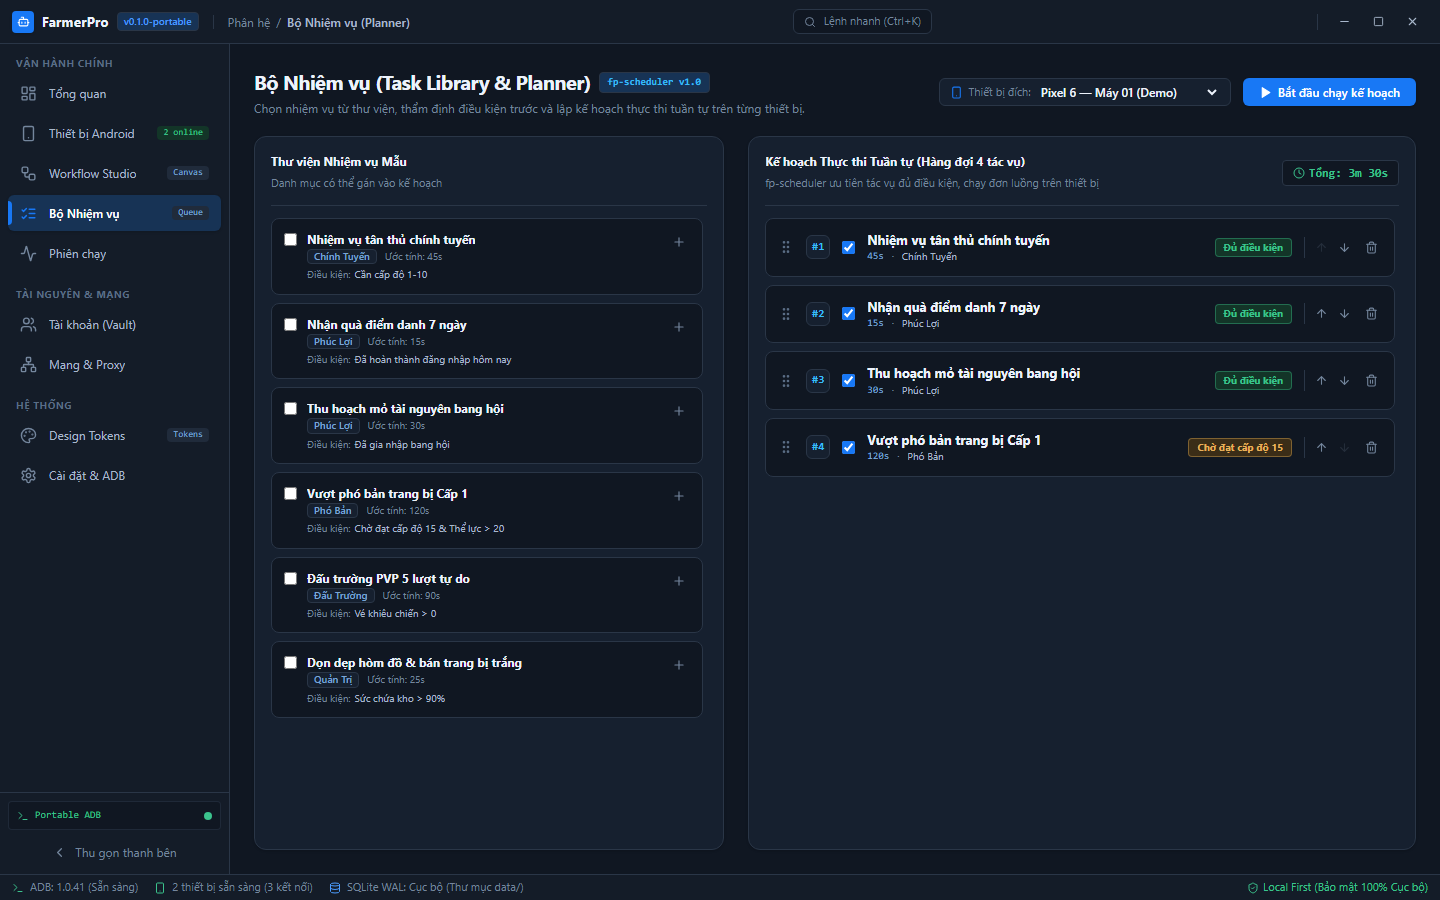 FarmerPro
v0.1.0-portable
Phân hệ / Bộ Nhiệm vụ (Planner)
Lệnh nhanh (Ctrl+K)
VẬN HÀNH CHÍNH
Tổng quan
Thiết bị Android
2 online
Workflow Studio
Canvas
Bộ Nhiệm vụ
Queue
Phiên chạy
TÀI NGUYÊN & MẠNG
Tài khoản (Vault)
Mạng & Proxy
HỆ THỐNG
Design Tokens
Tokens
Cài đặt & ADB
Portable ADB
Thu gọn thanh bên
Bộ Nhiệm vụ (Task Library & Planner)
fp-scheduler v1.0
Chọn nhiệm vụ từ thư viện, thẩm định điều kiện trước và lập kế hoạch thực thi tuần tự trên từng thiết bị.
Thiết bị đích: Pixel 6 — Máy 01 (Demo)
Bắt đầu chạy kế hoạch
Thư viện Nhiệm vụ Mẫu
Danh mục có thể gán vào kế hoạch
Nhiệm vụ tân thủ chính tuyến
Chính Tuyến Ước tính: 45s
Điều kiện: Cần cấp độ 1-10
Nhận quà điểm danh 7 ngày
Phúc Lợi Ước tính: 15s
Điều kiện: Đã hoàn thành đăng nhập hôm nay
Thu hoạch mỏ tài nguyên bang hội
Phúc Lợi Ước tính: 30s
Điều kiện: Đã gia nhập bang hội
Vượt phó bản trang bị Cấp 1
Phó Bản Ước tính: 120s
Điều kiện: Chờ đạt cấp độ 15 & Thể lực > 20
Đấu trường PVP 5 lượt tự do
Đấu Trường Ước tính: 90s
Điều kiện: Vé khiêu chiến > 0
Dọn dẹp hòm đồ & bán trang bị trắng
Quản Trị Ước tính: 25s
Điều kiện: Sức chứa kho > 90%
Kế hoạch Thực thi Tuần tự (Hàng đợi 4 tác vụ)
fp-scheduler ưu tiên tác vụ đủ điều kiện, chạy đơn luồng trên thiết bị
Tổng: 3m 30s
#1
Nhiệm vụ tân thủ chính tuyến
45s · Chính Tuyến
Đủ điều kiện
#2
Nhận quà điểm danh 7 ngày
15s · Phúc Lợi
Đủ điều kiện
#3
Thu hoạch mỏ tài nguyên bang hội
30s · Phúc Lợi
Đủ điều kiện
#4
Vượt phó bản trang bị Cấp 1
120s · Phó Bản
Chờ đạt cấp độ 15
ADB: 1.0.41 (Sẵn sàng)
2 thiết bị sẵn sàng (3 kết nối)
SQLite WAL: Cục bộ (Thư mục data/)
Local First (Bảo mật 100% Cục bộ)